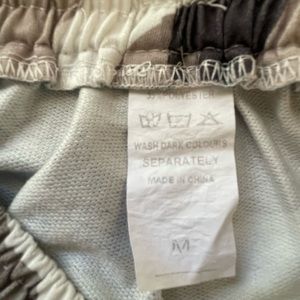 POLYESTER
WASH DARK COLOURS
SEPARATELY
MADE IN CHINA
M